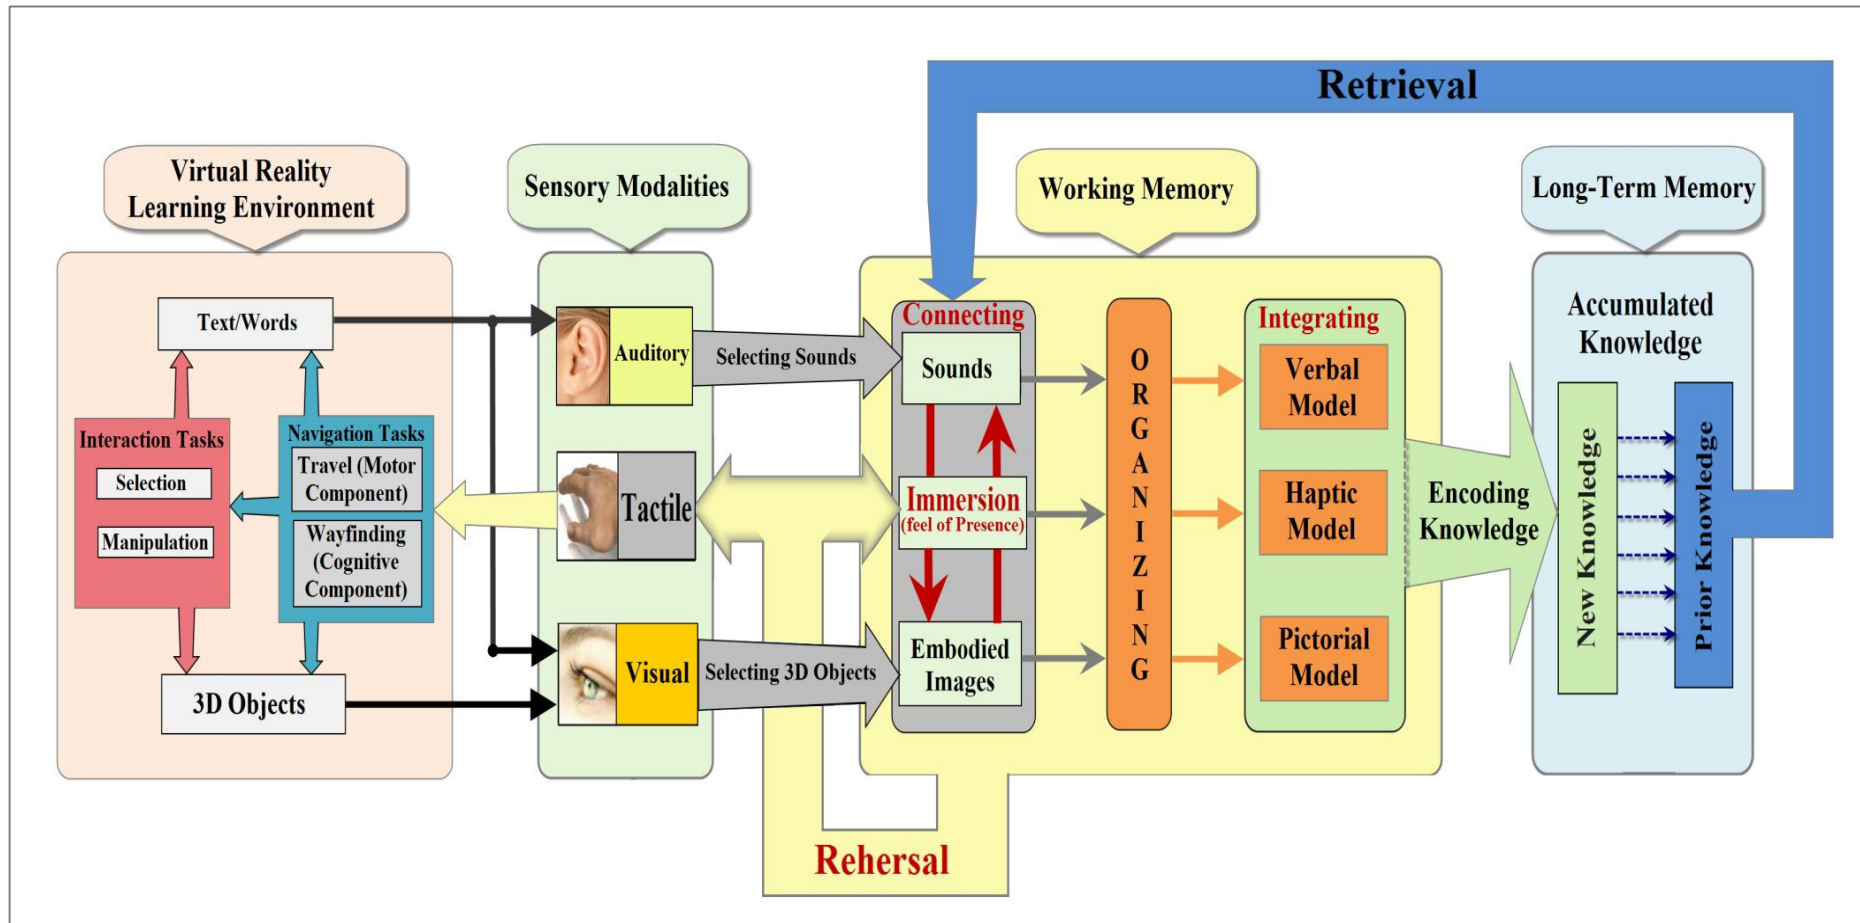 Retrieval
Virtual Reality
Learning Environment
Sensory Modalities
Working Memory
Long-Term Memory
Text/Words
Interaction Tasks
Selection
Manipulation
Navigation Tasks
Travel (Motor
Component)
Wayfinding
(Cognitive
Component)
3D Objects
Auditory
Tactile
Visual
Selecting Sounds
Selecting 3D Objects
Connecting
Sounds
Immersion
(feel of Presence)
Embodied
Images
ORGANIZING
Integrating
Verbal
Model
Haptic
Model
Pictorial
Model
Encoding
Knowledge
Accumulated
Knowledge
New Knowledge
Prior Knowledge
Rehersal